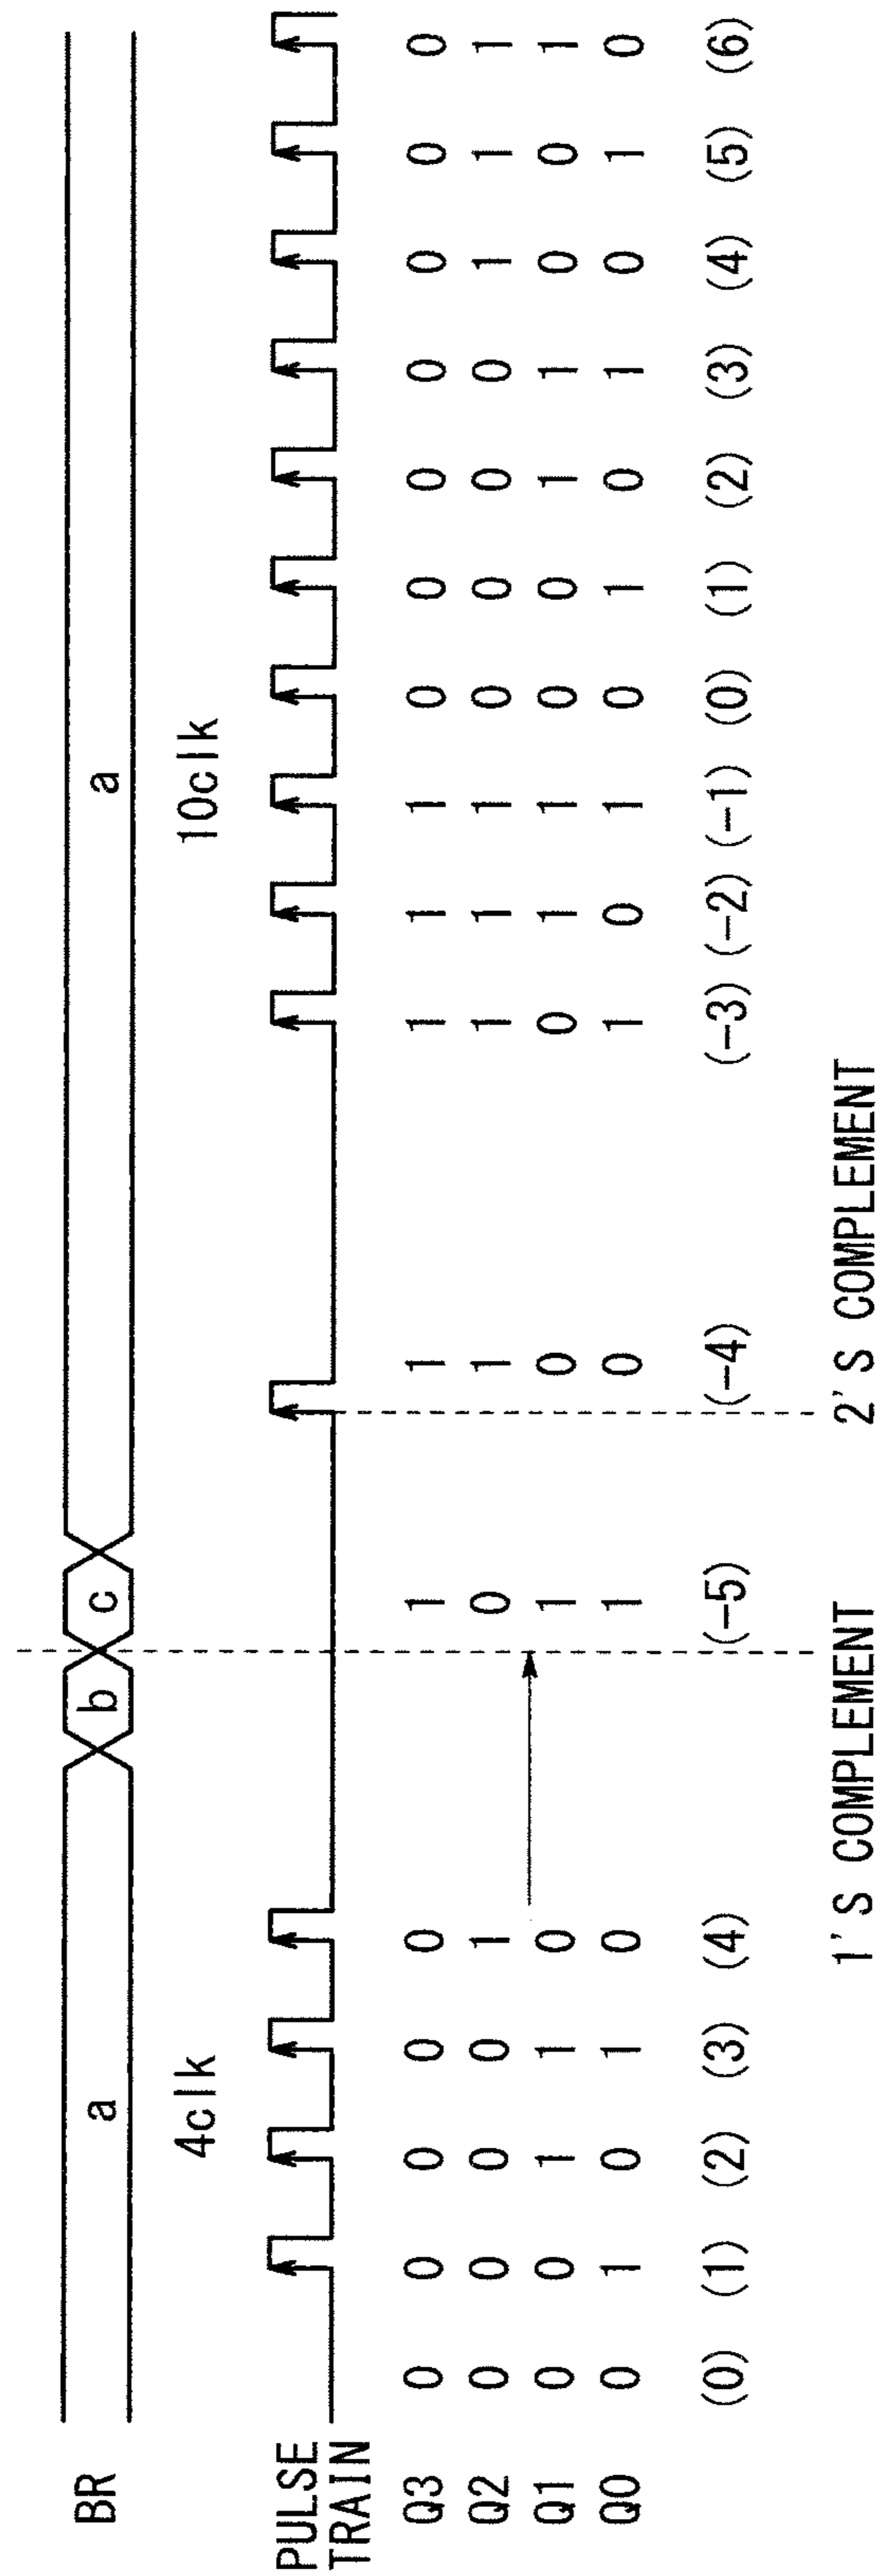 BR a b c a
4clk 10clk
PULSE
TRAIN
Q3 0 0 0 0 0 1 1 1 1 1 0 0 0 0 0 0 0
Q2 0 0 0 0 1 0 1 1 1 1 0 0 0 0 1 1 1
Q1 0 0 1 1 0 1 0 0 1 1 0 0 1 1 0 0 1
Q0 0 1 0 1 0 1 0 1 0 1 0 1 0 1 0 1 0
(0) (1) (2) (3) (4) (-5) (-4) (-3) (-2) (-1) (0) (1) (2) (3) (4) (5) (6)
1'S COMPLEMENT 2'S COMPLEMENT